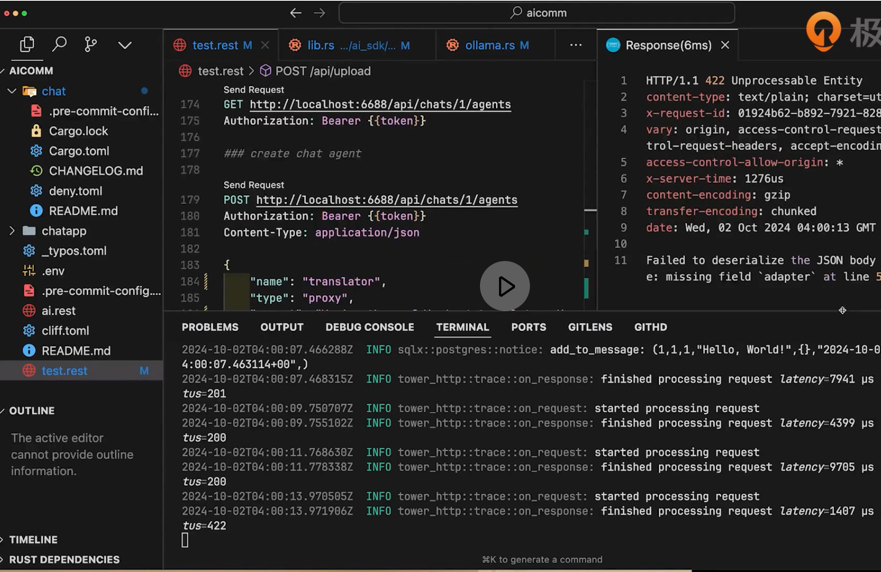 aicomm
极
test.rest M
lib.rs .../ai_sdk/... M
ollama.rs M
Response(6ms)
AICOMM
chat
.pre-commit-confi...
Cargo.lock
Cargo.toml
CHANGELOG.md
deny.toml
README.md
chatapp
_typos.toml
.env
.pre-commit-config....
ai.rest
cliff.toml
README.md
test.rest M
OUTLINE
The active editor
cannot provide outline
information.
TIMELINE
RUST DEPENDENCIES
test.rest > POST /api/upload
Send Request
174 GET http://localhost:6688/api/chats/1/agents
175 Authorization: Bearer {{token}}
176
177 ### create chat agent
178
Send Request
179 POST http://localhost:6688/api/chats/1/agents
180 Authorization: Bearer {{token}}
181 Content-Type: application/json
182
183 {
184 "name": "translator",
185 "type": "proxy",
1 HTTP/1.1 422 Unprocessable Entity
2 content-type: text/plain; charset=ut
3 x-request-id: 01924b62-b892-7921-828
4 vary: origin, access-control-request
trol-request-headers, accept-encodin
5 access-control-allow-origin: *
6 x-server-time: 1276us
7 content-encoding: gzip
8 transfer-encoding: chunked
9 date: Wed, 02 Oct 2024 04:00:13 GMT
10
11 Failed to deserialize the JSON body
e: missing field `adapter` at line 5
PROBLEMS OUTPUT DEBUG CONSOLE TERMINAL PORTS GITLENS GITHD
2024-10-02T04:00:07.466288Z INFO sqlx::postgres::notice: add_to_message: (1,1,1,"Hello, World!",{},"2024-10-0
4:00:07.463114+00",)
2024-10-02T04:00:07.468315Z INFO tower_http::trace::on_response: finished processing request latency=7941 μs
tus=201
2024-10-02T04:00:09.750707Z INFO tower_http::trace::on_request: started processing request
2024-10-02T04:00:09.755102Z INFO tower_http::trace::on_response: finished processing request latency=4399 μs
tus=200
2024-10-02T04:00:11.768630Z INFO tower_http::trace::on_request: started processing request
2024-10-02T04:00:11.778338Z INFO tower_http::trace::on_response: finished processing request latency=9705 μs
tus=200
2024-10-02T04:00:13.970505Z INFO tower_http::trace::on_request: started processing request
2024-10-02T04:00:13.971906Z INFO tower_http::trace::on_response: finished processing request latency=1407 μs
tus=422
⌘K to generate a command